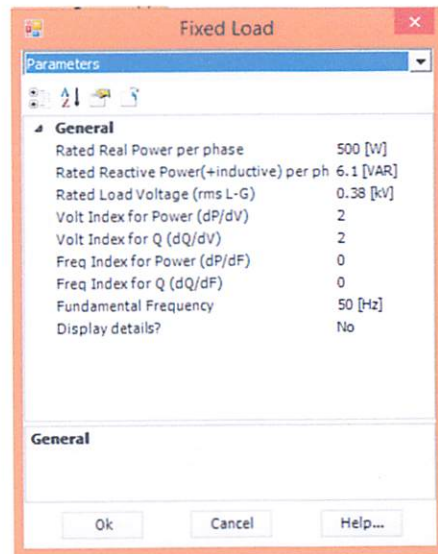 Fixed Load
Parameters
General
Rated Real Power per phase 500 [W]
Rated Reactive Power(+inductive) per ph 6.1 [VAR]
Rated Load Voltage (rms L-G) 0.38 [kV]
Volt Index for Power (dP/dV) 2
Volt Index for Q (dQ/dV) 2
Freq Index for Power (dP/dF) 0
Freq Index for Q (dQ/dF) 0
Fundamental Frequency 50 [Hz]
Display details? No
General
Ok Cancel Help...